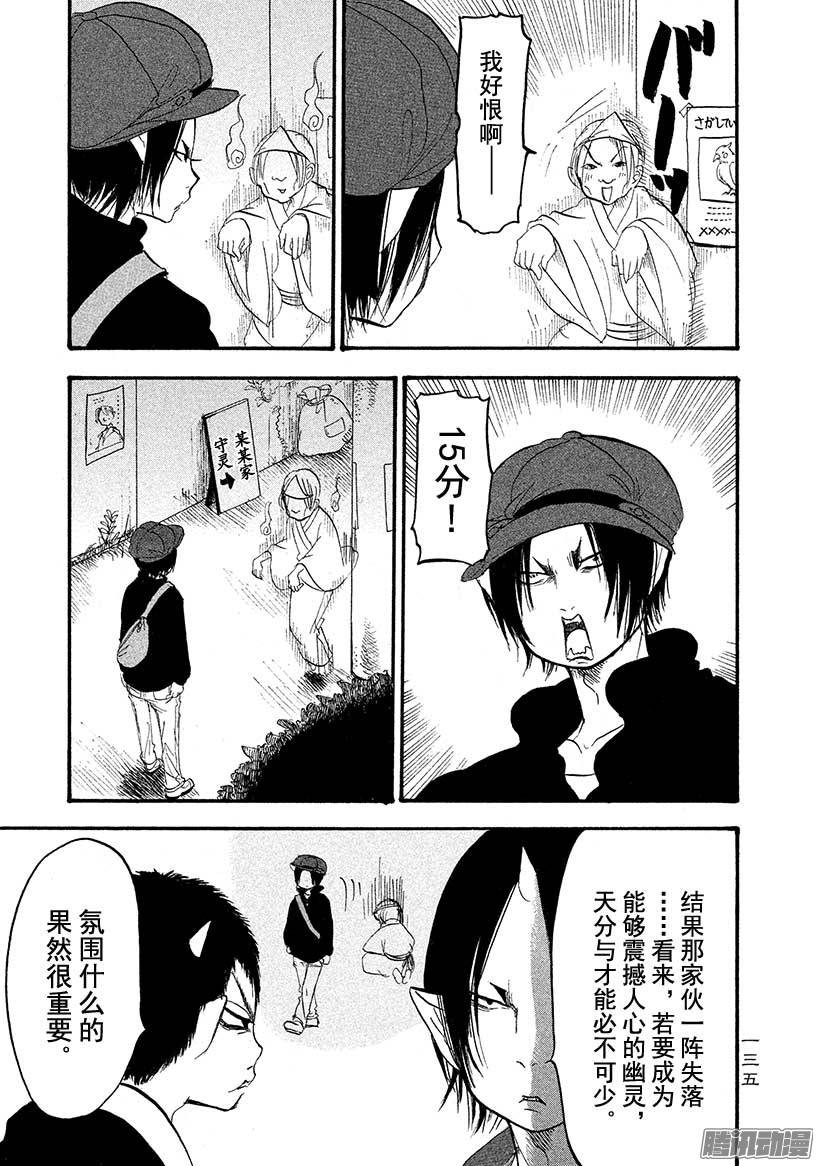 我好恨啊——
バーッ
さがしてい
xxxx-
15分！
某某家
守灵
→
结果那家伙一阵失落
……看来，若要成为
能够震撼人心的幽灵，
天分与才能必不可少。
氛围什么的
果然很重要。
一三五
腾讯动漫